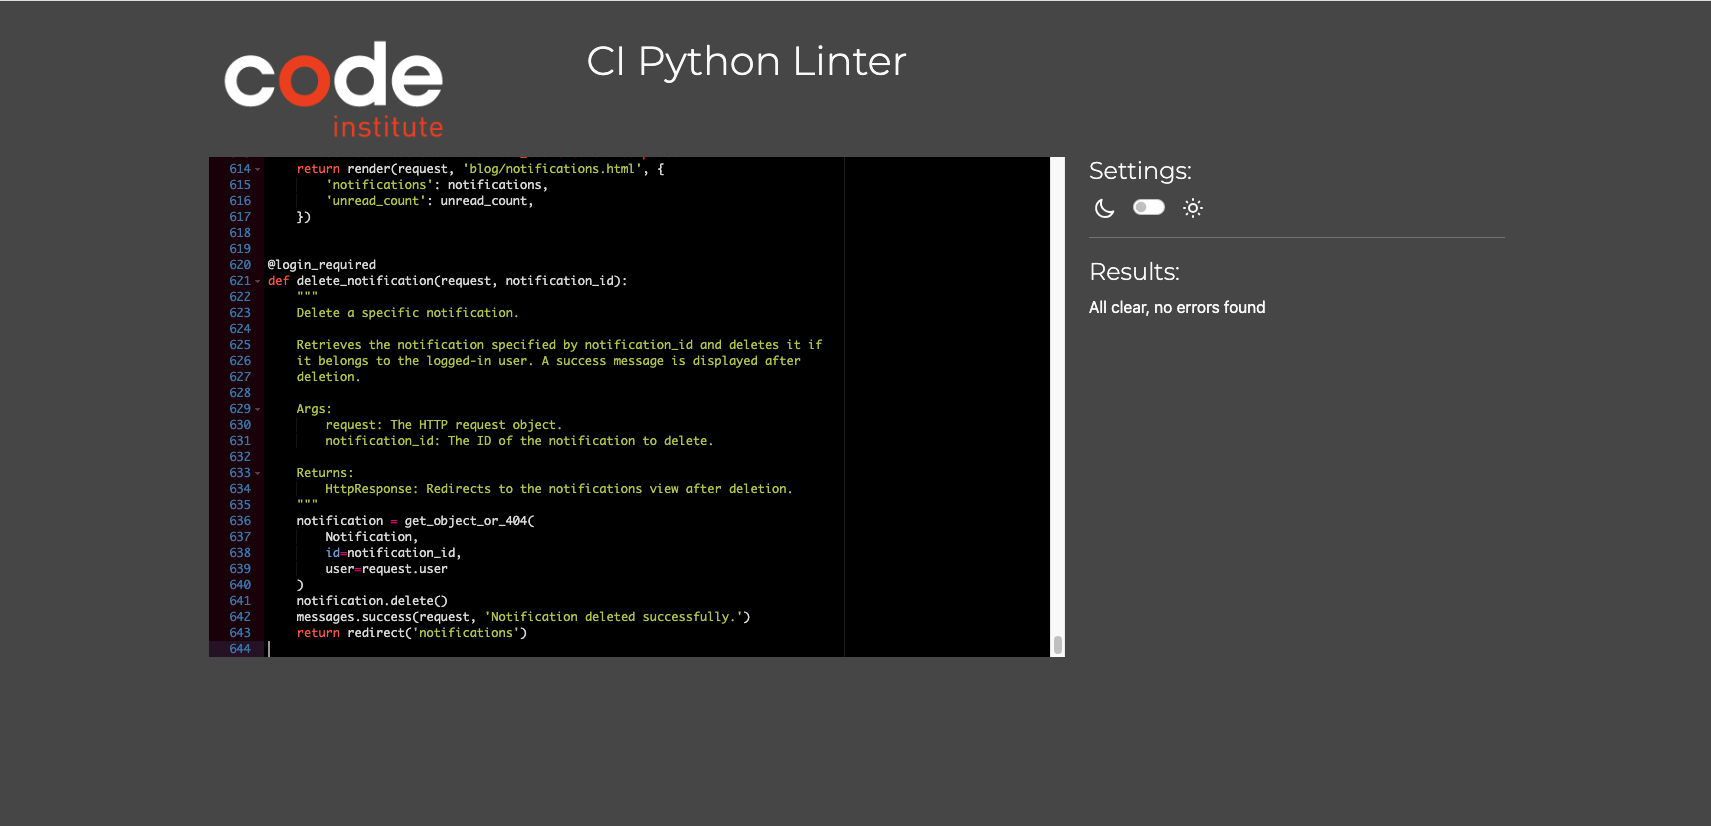 code
institute
CI Python Linter
614 return render(request, 'blog/notifications.html', {
615 'notifications': notifications,
616 'unread_count': unread_count,
617 })
618
619
620 @login_required
621 def delete_notification(request, notification_id):
622 """
623 Delete a specific notification.
624
625 Retrieves the notification specified by notification_id and deletes it if
626 it belongs to the logged-in user. A success message is displayed after
627 deletion.
628
629 Args:
630 request: The HTTP request object.
631 notification_id: The ID of the notification to delete.
632
633 Returns:
634 HttpResponse: Redirects to the notifications view after deletion.
635 """
636 notification = get_object_or_404(
637 Notification,
638 id=notification_id,
639 user=request.user
640 )
641 notification.delete()
642 messages.success(request, 'Notification deleted successfully.')
643 return redirect('notifications')
644
Settings:
Results:
All clear, no errors found